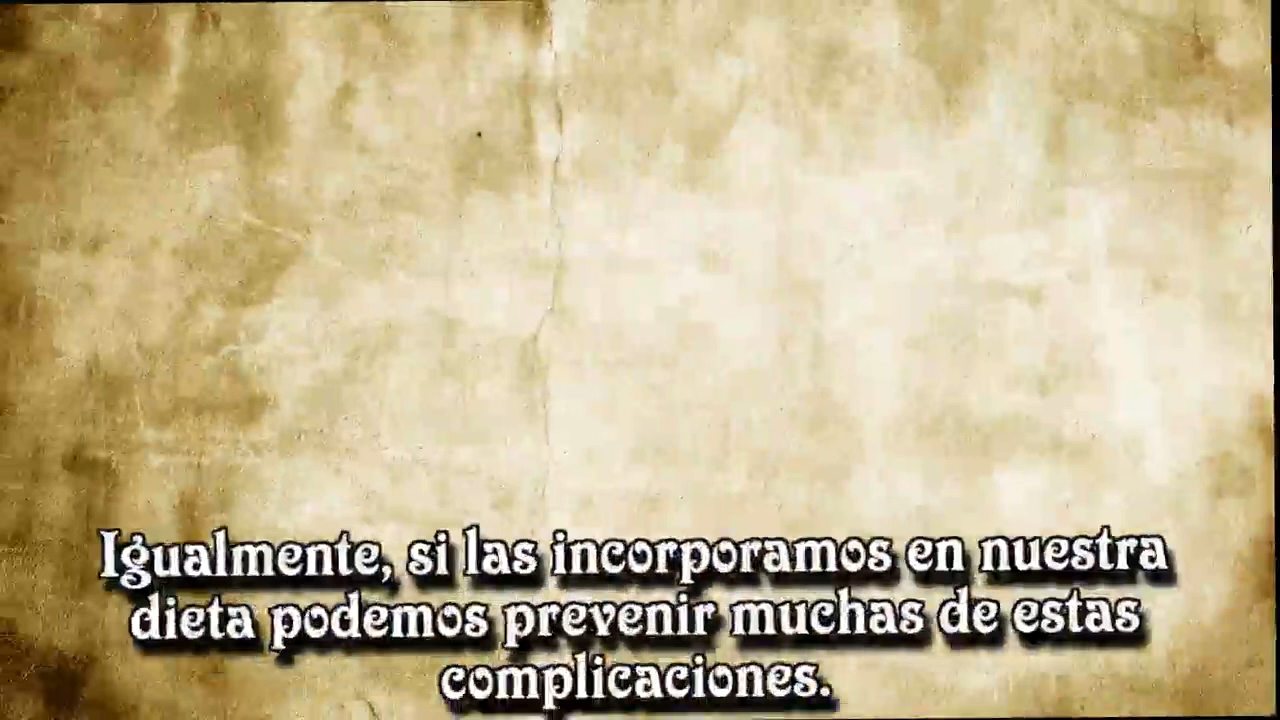 Igualmente, si las incorporamos en nuestra
dieta podemos prevenir muchas de estas
complicaciones.